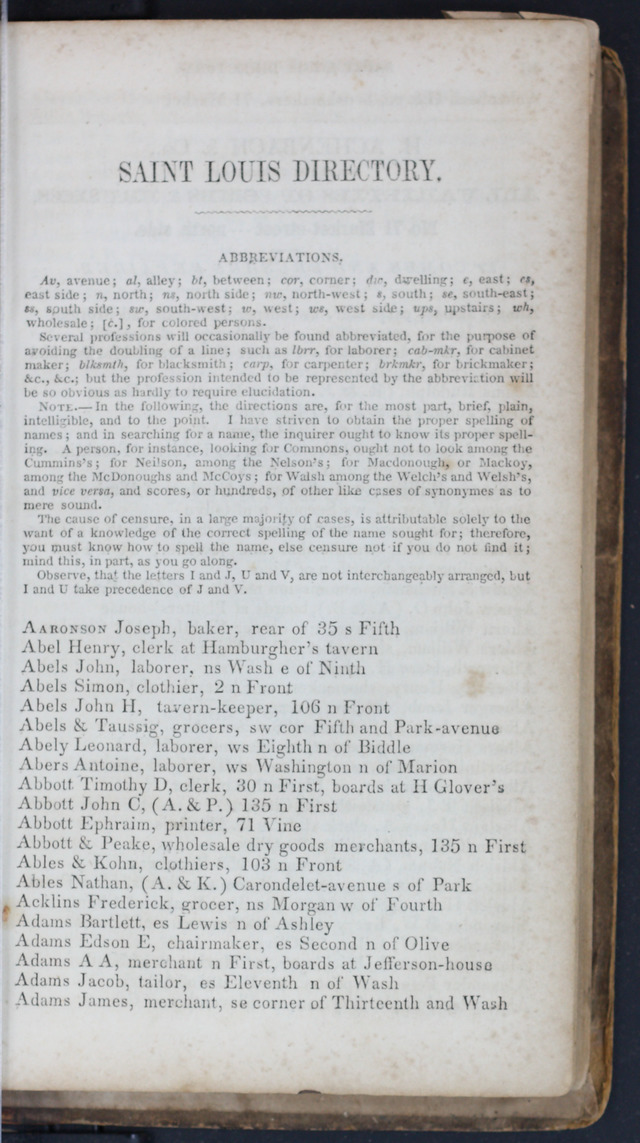 SAINT LOUIS DIRECTORY.
ABBREVIATIONS.
Av, avenue; al, alley; bt, between; cor, corner; dw, dwelling; e, east; es,
east side; n, north; ns, north side; nw, north-west; s, south; se, south-east;
ss, south side; sw, south-west; w, west; ws, west side; ups, upstairs; wh,
wholesale; [c.], for colored persons.
Several professions will occasionally be found abbreviated, for the purpose of
avoiding the doubling of a line; such as lbrr, for laborer; cab-mkr, for cabinet
maker; blksmth, for blacksmith; carp, for carpenter; brkmkr, for brickmaker;
&c., &c.; but the profession intended to be represented by the abbreviation will
be so obvious as hardly to require elucidation.
NOTE.—In the following, the directions are, for the most part, brief, plain,
intelligible, and to the point. I have striven to obtain the proper spelling of
names; and in searching for a name, the inquirer ought to know its proper spell-
ing. A person, for instance, looking for Commons, ought not to look among the
Cummins's; for Neilson, among the Nelson's; for Macdonough, or Mackoy,
among the McDonoughs and McCoys; for Walsh among the Welch's and Welsh's,
and vice versa, and scores, or hundreds, of other like cases of synonymes as to
mere sound.
The cause of censure, in a large majority of cases, is attributable solely to the
want of a knowledge of the correct spelling of the name sought for; therefore,
you must know how to spell the name, else censure not if you do not find it;
mind this, in part, as you go along.
Observe, that the letters I and J, U and V, are not interchangeably arranged, but
I and U take precedence of J and V.
AARONSON Joseph, baker, rear of 35 s Fifth
Abel Henry, clerk at Hamburgher's tavern
Abels John, laborer, ns Wash e of Ninth
Abels Simon, clothier, 2 n Front
Abels John H, tavern-keeper, 106 n Front
Abels & Taussig, grocers, sw cor Fifth and Park-avenue
Abely Leonard, laborer, ws Eighth n of Biddle
Abers Antoine, laborer, ws Washington n of Marion
Abbott Timothy D, clerk, 30 n First, boards at H Glover's
Abbott John C, (A. & P.) 135 n First
Abbott Ephraim, printer, 71 Vine
Abbott & Peake, wholesale dry goods merchants, 135 n First
Ables & Kohn, clothiers, 103 n Front
Ables Nathan, (A. & K.) Carondelet-avenue s of Park
Acklins Frederick, grocer, ns Morgan w of Fourth
Adams Bartlett, es Lewis n of Ashley
Adams Edson E, chairmaker, es Second n of Olive
Adams A A, merchant n First, boards at Jefferson-house
Adams Jacob, tailor, es Eleventh n of Wash
Adams James, merchant, se corner of Thirteenth and Wash